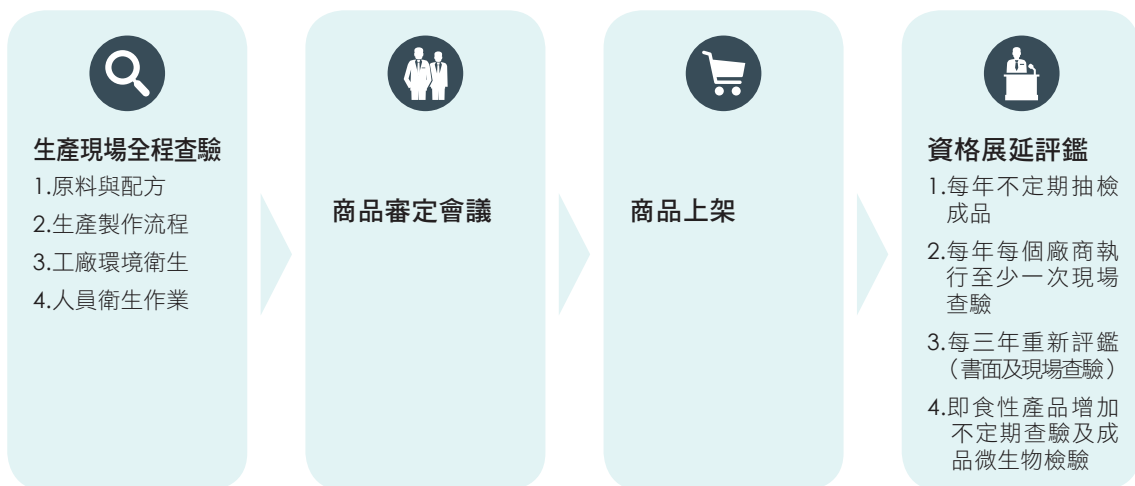 生產現場全程查驗
1.原料與配方
2.生產製作流程
3.工廠環境衛生
4.人員衛生作業
商品審定會議
商品上架
資格展延評鑑
1.每年不定期抽檢
成品
2.每年每個廠商執
行至少一次現場
查驗
3.每三年重新評鑑
（書面及現場查驗）
4.即食性產品增加
不定期查驗及成
品微生物檢驗